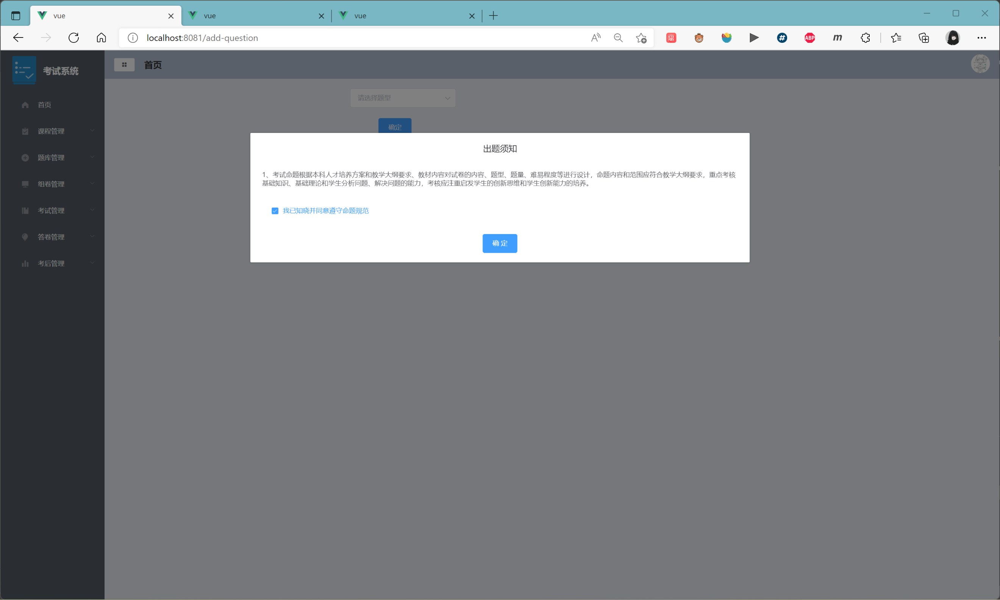 vue
vue
vue
localhost:8081/add-question
惠
#
ABP
m
考试系统
首页
首页
课程管理
题库管理
组卷管理
考试管理
答卷管理
考后管理
请选择题型
确定
出题须知
1、考试命题根据本科人才培养方案和教学大纲要求、教材内容对试卷的内容、题型、题量、难易程度等进行设计，命题内容和范围应符合教学大纲要求，重点考核
基础知识、基础理论和学生分析问题、解决问题的能力，考核应注重启发学生的创新思维和学生创新能力的培养。
我已知晓并同意遵守命题规范
确 定